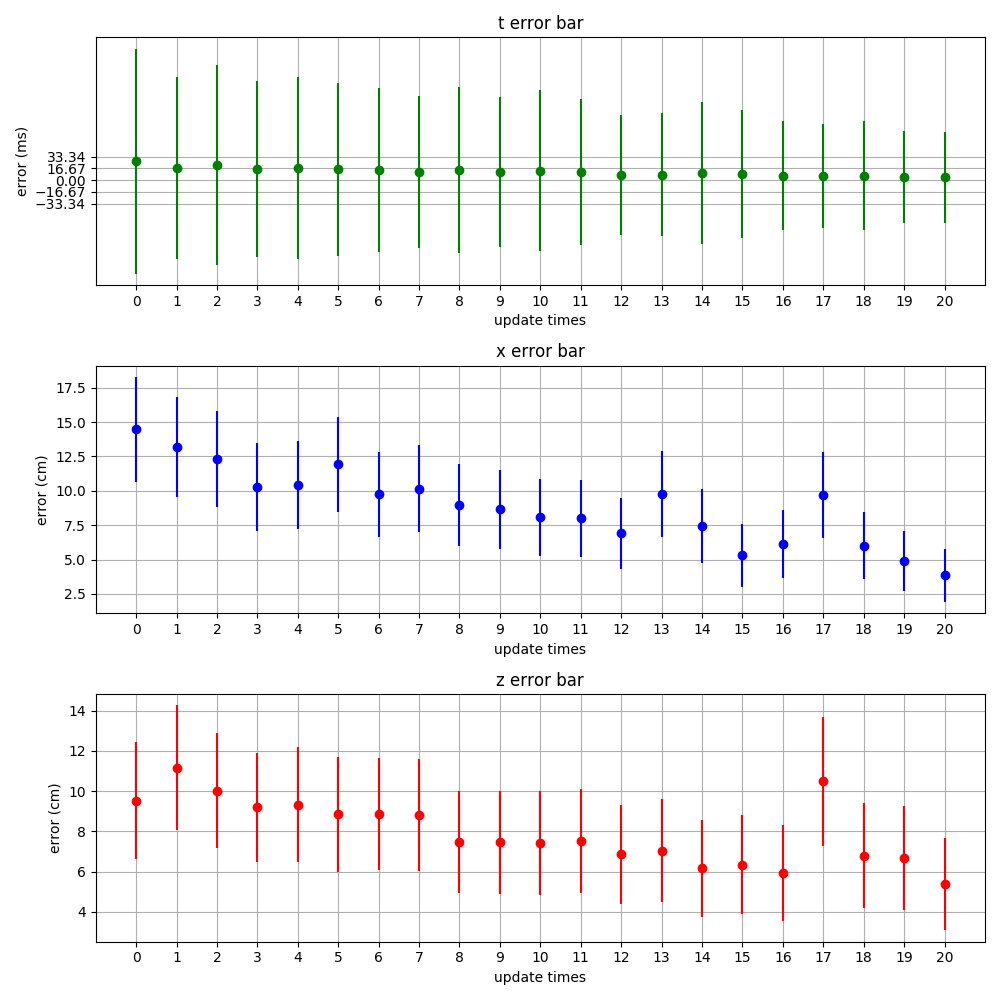 t error bar
error (ms)
33.34
16.67
0.00
−16.67
−33.34
0 1 2 3 4 5 6 7 8 9 10 11 12 13 14 15 16 17 18 19 20
update times
x error bar
error (cm)
17.5
15.0
12.5
10.0
7.5
5.0
2.5
0 1 2 3 4 5 6 7 8 9 10 11 12 13 14 15 16 17 18 19 20
update times
z error bar
error (cm)
14
12
10
8
6
4
0 1 2 3 4 5 6 7 8 9 10 11 12 13 14 15 16 17 18 19 20
update times